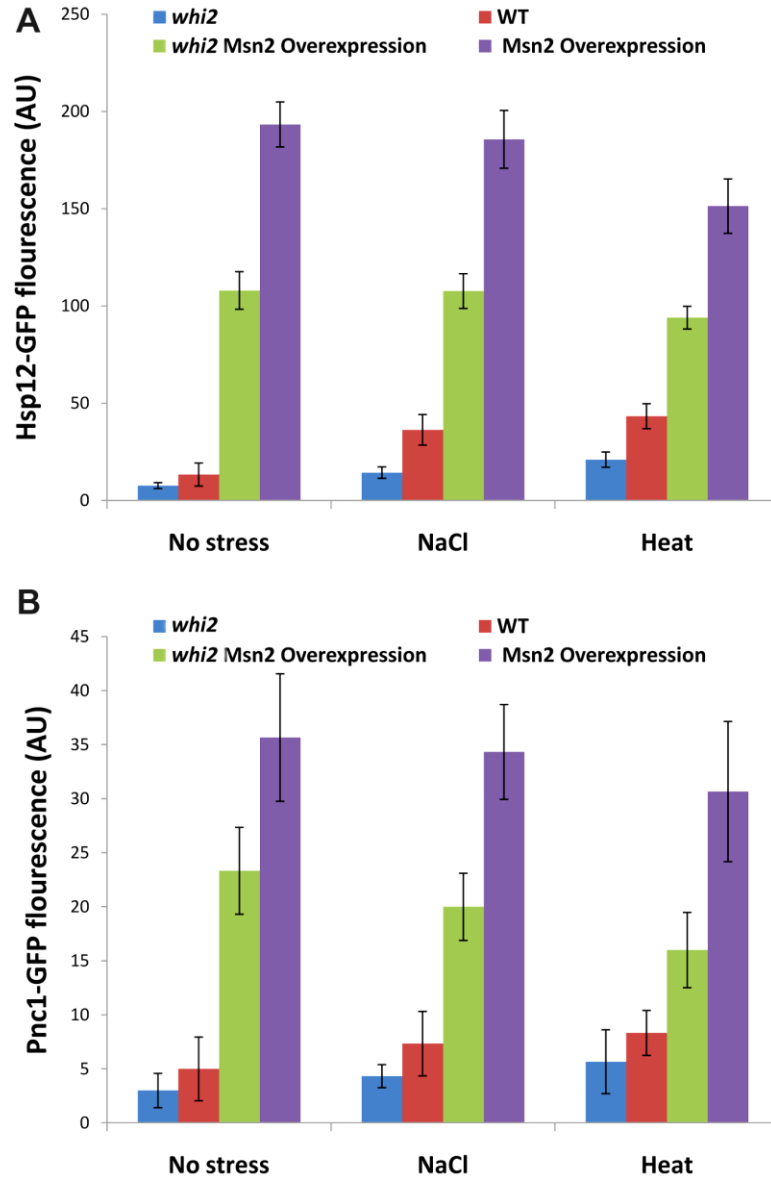 A
250
whi2
WT
whi2 Msn2 Overexpression
Msn2 Overexpression
200
150
100
50
0
Hsp12-GFP flourescence (AU)
No stress
NaCl
Heat
B
whi2
WT
whi2 Msn2 Overexpression
Msn2 Overexpression
45
40
35
30
25
20
15
10
5
0
Pnc1-GFP flourescence (AU)
No stress
NaCl
Heat